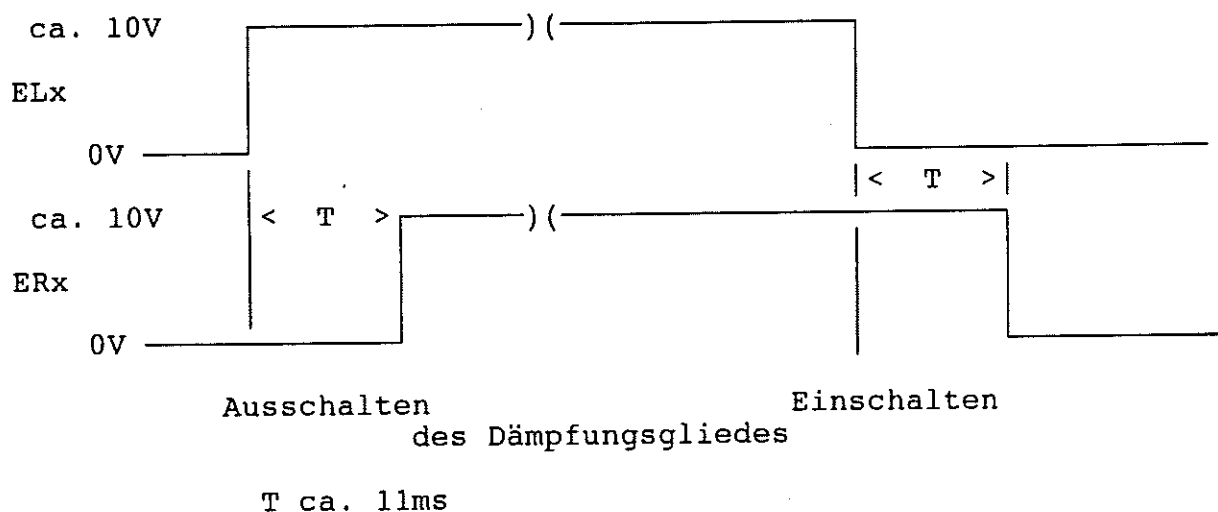 ca. 10V
ELx
0V
< T >
ca. 10V
< T >
ERx
0V
Ausschalten
Einschalten
des Dämpfungsgliedes
T ca. 11ms